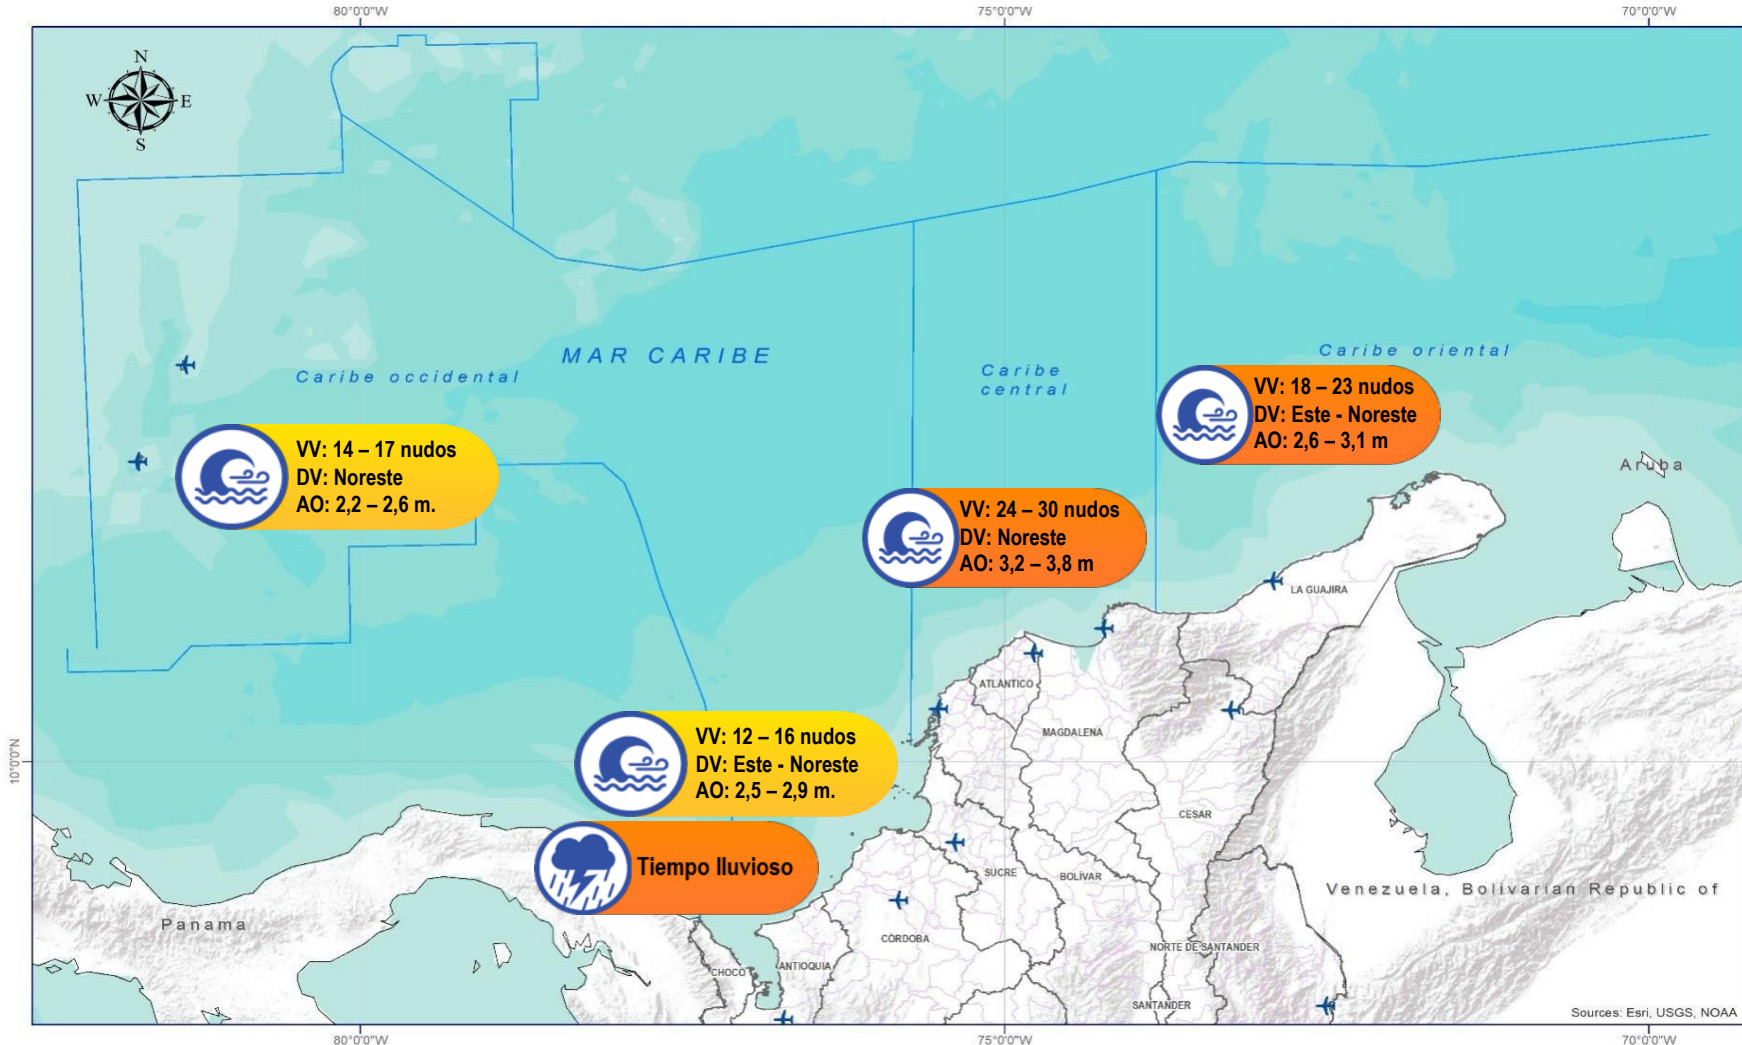 80°0'0"W
75°0'0"W
70°0'0"W
N
W
E
S
MAR CARIBE
Caribe occidental
Caribe
central
Caribe oriental
VV: 18 – 23 nudos
DV: Este - Noreste
AO: 2,6 – 3,1 m
VV: 14 – 17 nudos
DV: Noreste
AO: 2,2 – 2,6 m.
Aruba
VV: 24 – 30 nudos
DV: Noreste
AO: 3,2 – 3,8 m
LA GUAJIRA
ATLÁNTICO
MAGDALENA
10°0'0"N
VV: 12 – 16 nudos
DV: Este - Noreste
AO: 2,5 – 2,9 m.
CESAR
Tiempo lluvioso
SUCRE
BOLÍVAR
Venezuela, Bolivarian Republic of
Panama
CÓRDOBA
NORTE DE SANTANDER
CHOCÓ
ANTIOQUIA
SANTANDER
Sources: Esri, USGS, NOAA
80°0'0"W
75°0'0"W
70°0'0"W